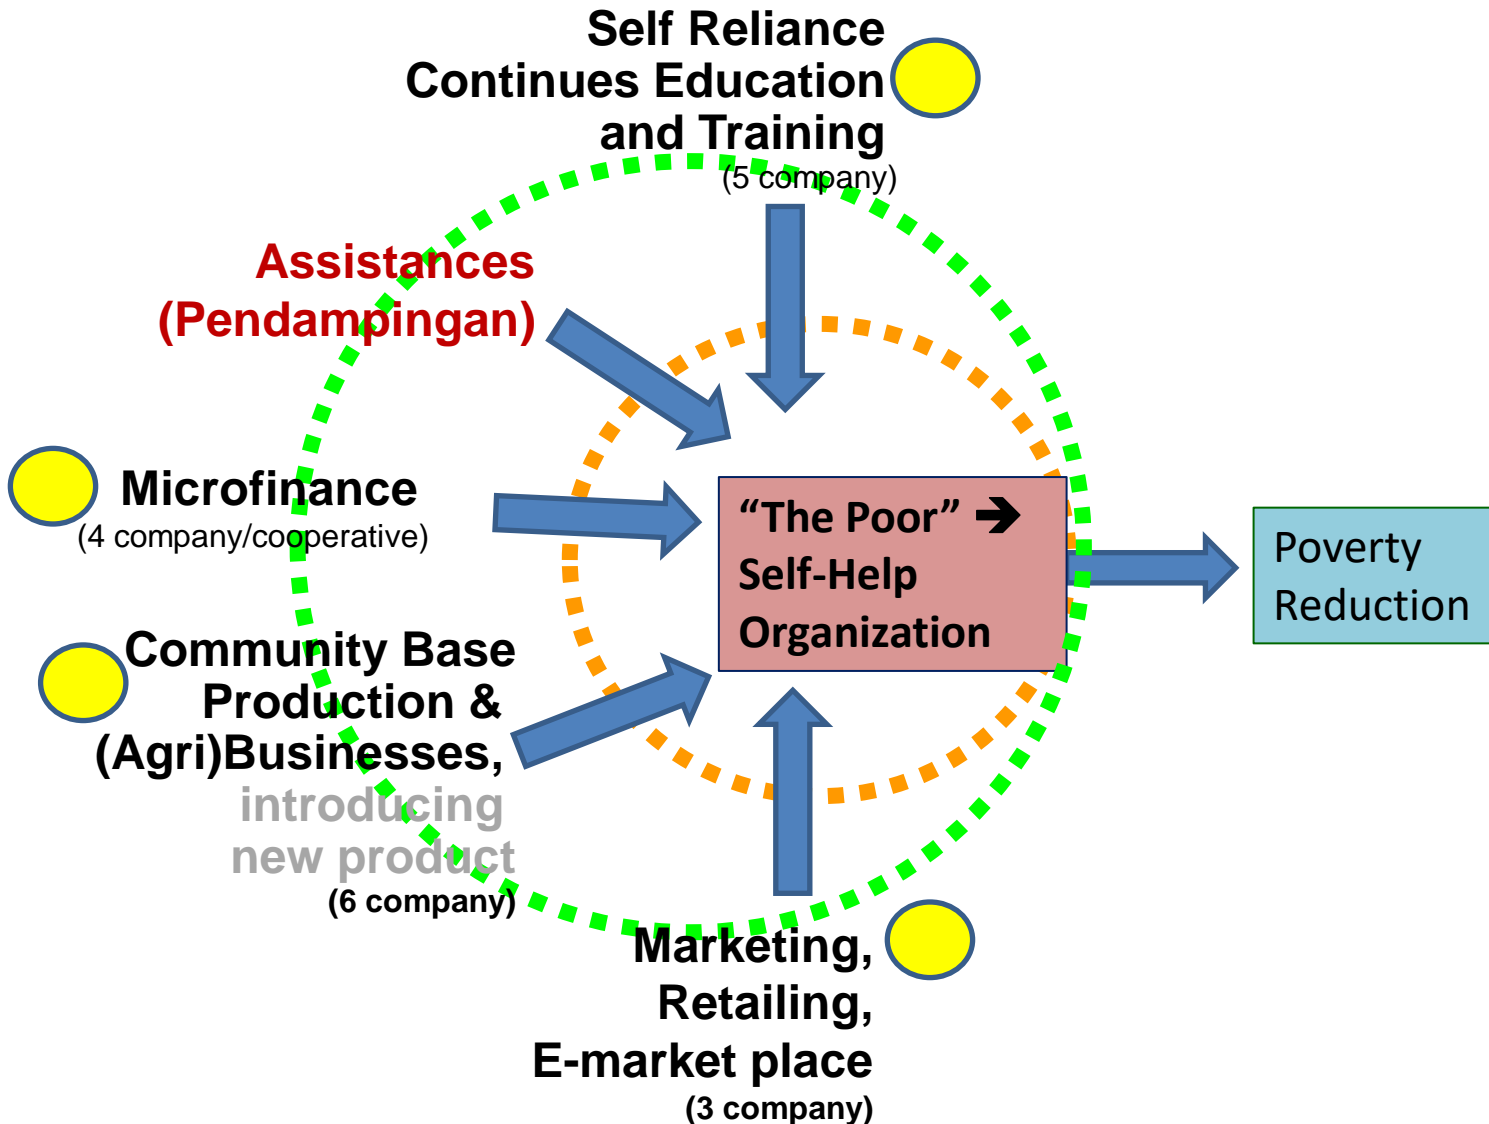 Self Reliance
Continues Education
and Training
(5 company)
Assistances
(Pendampingan)
Microfinance
(4 company/cooperative)
Community Base
Production &
(Agri)Businesses,
introducing
new product
(6 company)
“The Poor” ➔
Self-Help
Organization
Poverty
Reduction
Marketing,
Retailing,
E-market place
(3 company)